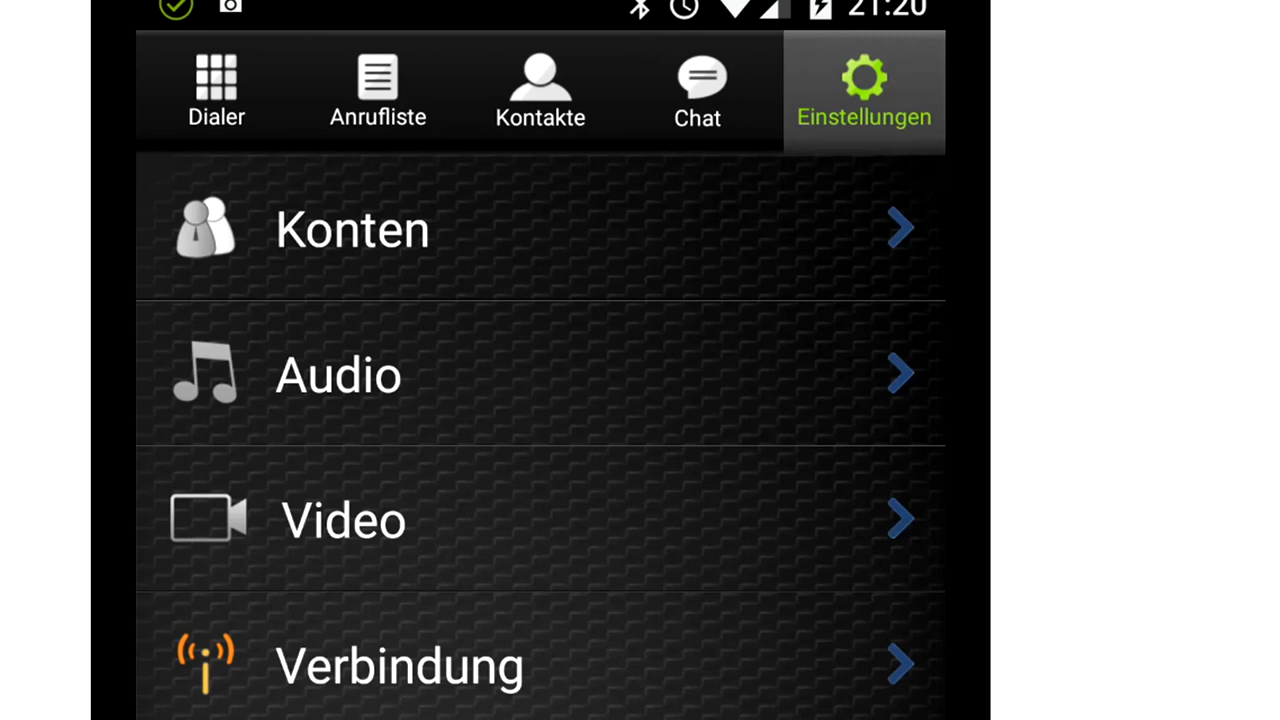 21:20
Dialer
Anrufliste
Kontakte
Chat
Einstellungen
Konten
Audio
Video
Verbindung